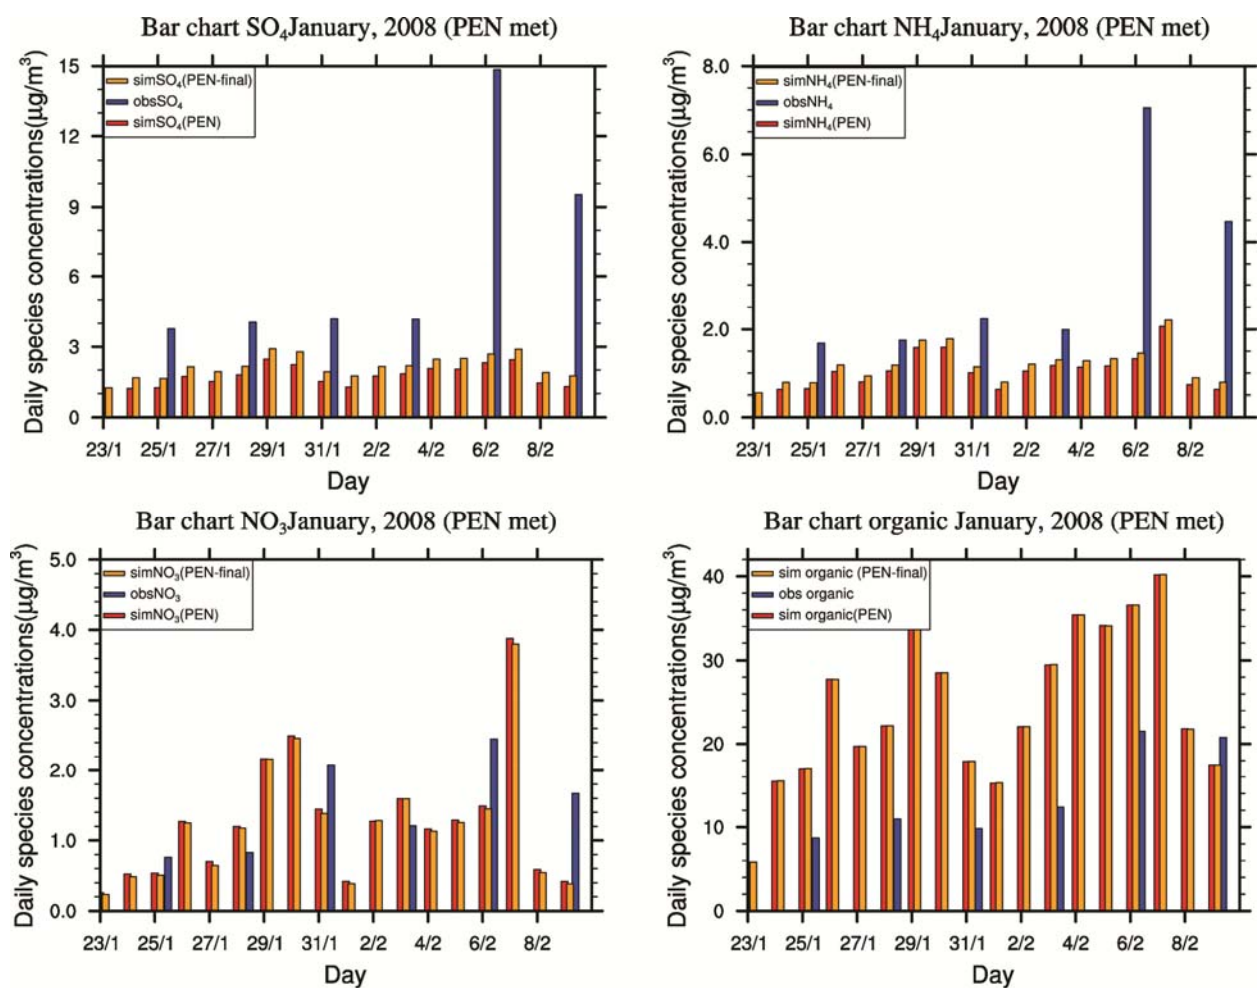 Bar chart SO₄January, 2008 (PEN met)
Daily species concentrations(µg/m³)
15
12
9
6
3
0
simSO₄(PEN-final)
obsSO₄
simSO₄(PEN)
23/1 25/1 27/1 29/1 31/1 2/2 4/2 6/2 8/2
Day
Bar chart NH₄January, 2008 (PEN met)
Daily species concentrations(µg/m³)
8.0
6.0
4.0
2.0
0.0
simNH₄(PEN-final)
obsNH₄
simNH₄(PEN)
23/1 25/1 27/1 29/1 31/1 2/2 4/2 6/2 8/2
Day
Bar chart NO₃January, 2008 (PEN met)
Daily species concentrations(µg/m³)
5.0
4.0
3.0
2.0
1.0
0.0
simNO₃(PEN-final)
obsNO₃
simNO₃(PEN)
23/1 25/1 27/1 29/1 31/1 2/2 4/2 6/2 8/2
Day
Bar chart organic January, 2008 (PEN met)
Daily species concentrations(µg/m³)
40
30
20
10
0
sim organic (PEN-final)
obs organic
sim organic(PEN)
23/1 25/1 27/1 29/1 31/1 2/2 4/2 6/2 8/2
Day